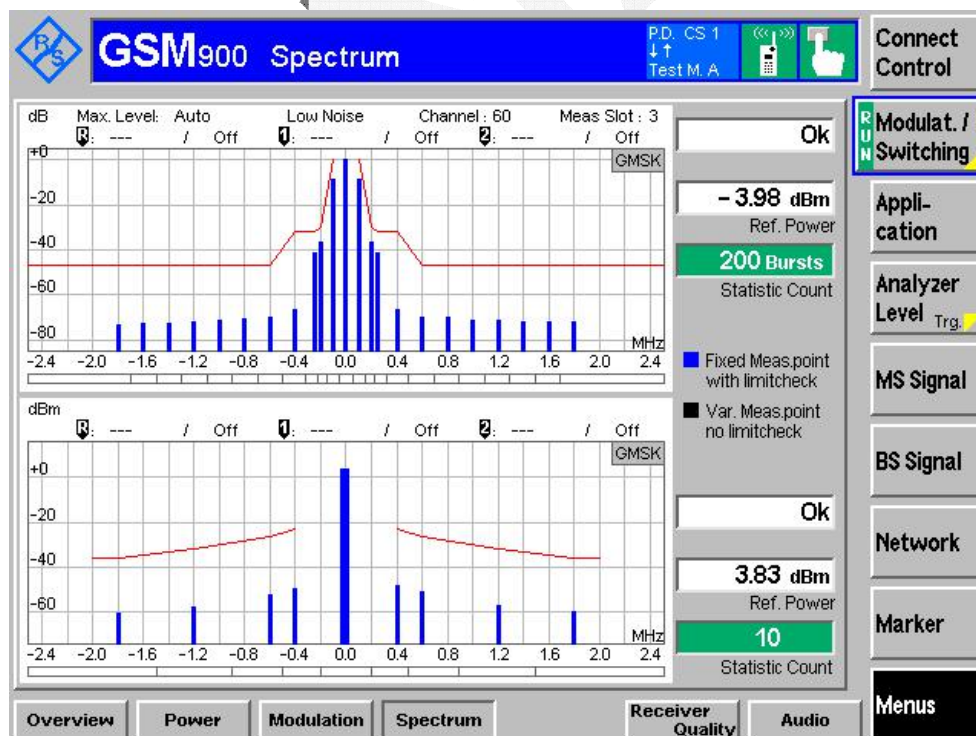 R/S
GSM900 Spectrum
P.D. CS 1
↓↑
Test M. A
Connect Control
dB Max. Level: Auto Low Noise Channel : 60 Meas Slot : 3
R: --- / Off 1: --- / Off 2: --- / Off
GMSK
+0
-20
-40
-60
-80
MHz
-2.4 -2.0 -1.6 -1.2 -0.8 -0.4 0.0 0.4 0.8 1.2 1.6 2.0 2.4
Ok
- 3.98 dBm
Ref. Power
200 Bursts
Statistic Count
Fixed Meas.point
with limitcheck
Var. Meas.point
no limitcheck
dBm
R: --- / Off 1: --- / Off 2: --- / Off
GMSK
+0
-20
-40
-60
MHz
-2.4 -2.0 -1.6 -1.2 -0.8 -0.4 0.0 0.4 0.8 1.2 1.6 2.0 2.4
Ok
3.83 dBm
Ref. Power
10
Statistic Count
RUN
Modulat. /
Switching
Appli-
cation
Analyzer
Level Trg.
MS Signal
BS Signal
Network
Marker
Menus
Overview Power Modulation Spectrum Receiver Quality Audio